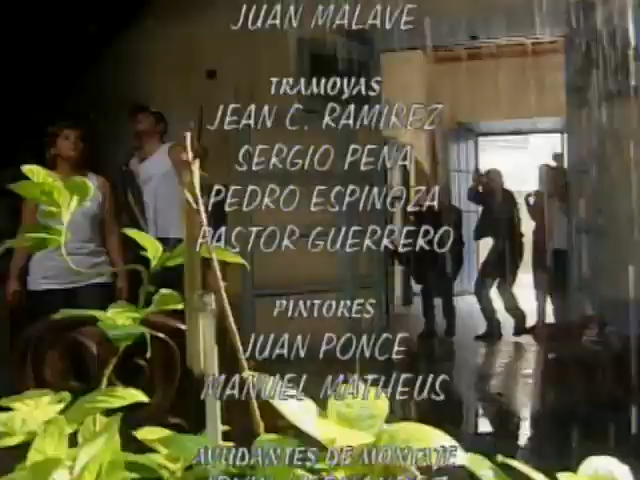 JUAN MALAVE
TRAMOYAS
JEAN C. RAMIREZ
SERGIO PEÑA
PEDRO ESPINOZA
PASTOR GUERRERO
PINTORES
JUAN PONCE
MANUEL MATHEUS
AYUDANTES DE MONTAJE